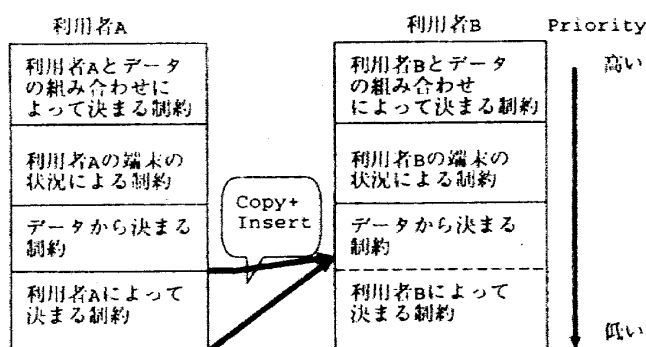 利用者A
利用者B
Priority
利用者Aとデータ
の組み合わせに
よって決まる制約
利用者Aの端末の
状況による制約
データから決まる
制約
利用者Aによって
決まる制約
Copy+
Insert
利用者Bとデータ
の組み合わせ
によって決まる制約
利用者Bの端末の
状況による制約
データから決まる
制約
利用者Bによって
決まる制約
高い
低い